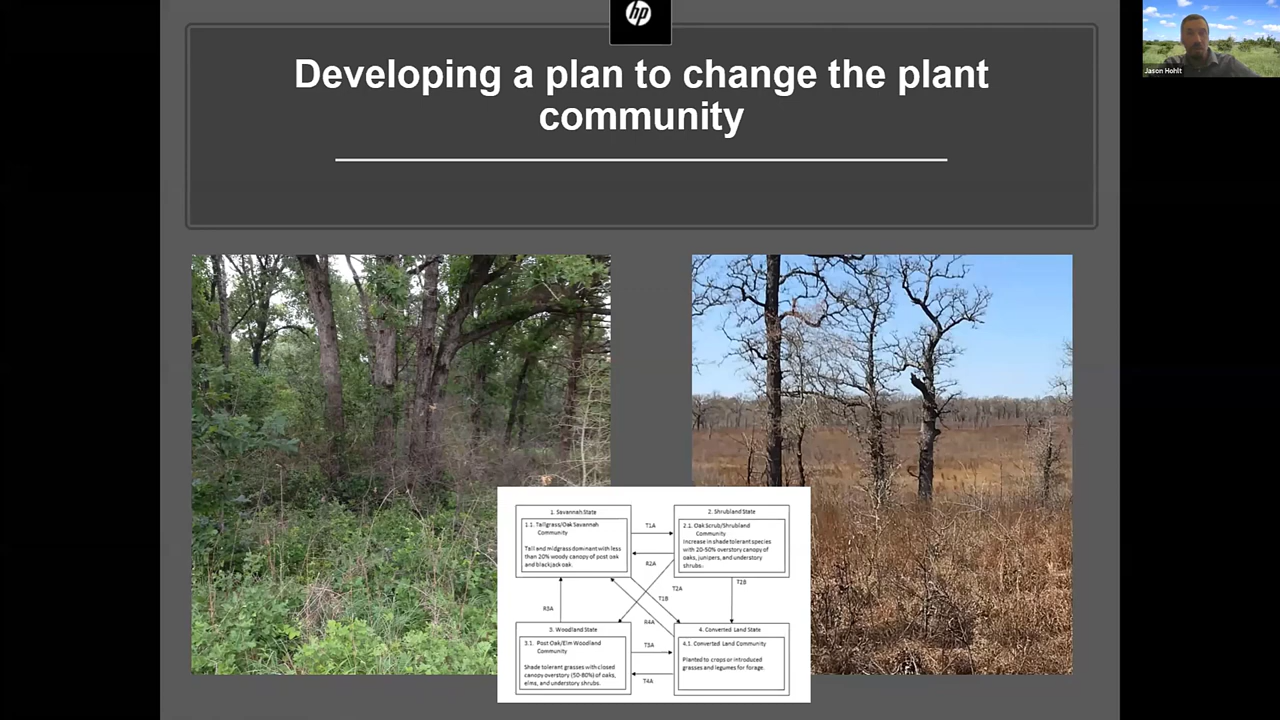 hp
Jason Hohlt
Developing a plan to change the plant
community
1. Savannah State
1.1. Tallgrass/Oak Savannah
Community
Tall and midgrass dominant with less
than 20% woody canopy of post oak
and blackjack oak.
T1A
R2A
2. Shrubland State
2.1. Oak Scrub/Shrubland
Community
Increase in shade tolerant species
with 20-50% overstory canopy of
oaks, junipers, and understory
shrubs.
T2A
T2B
T1B
R3A
R4A
3. Woodland State
3.1. Post Oak/Elm Woodland
Community
Shade tolerant grasses with closed
canopy overstory (50-80%) of oaks,
elms, and understory shrubs.
T3A
T4A
4. Converted Land State
4.1. Converted Land Community
Planted to crops or introduced
grasses and legumes for forage.